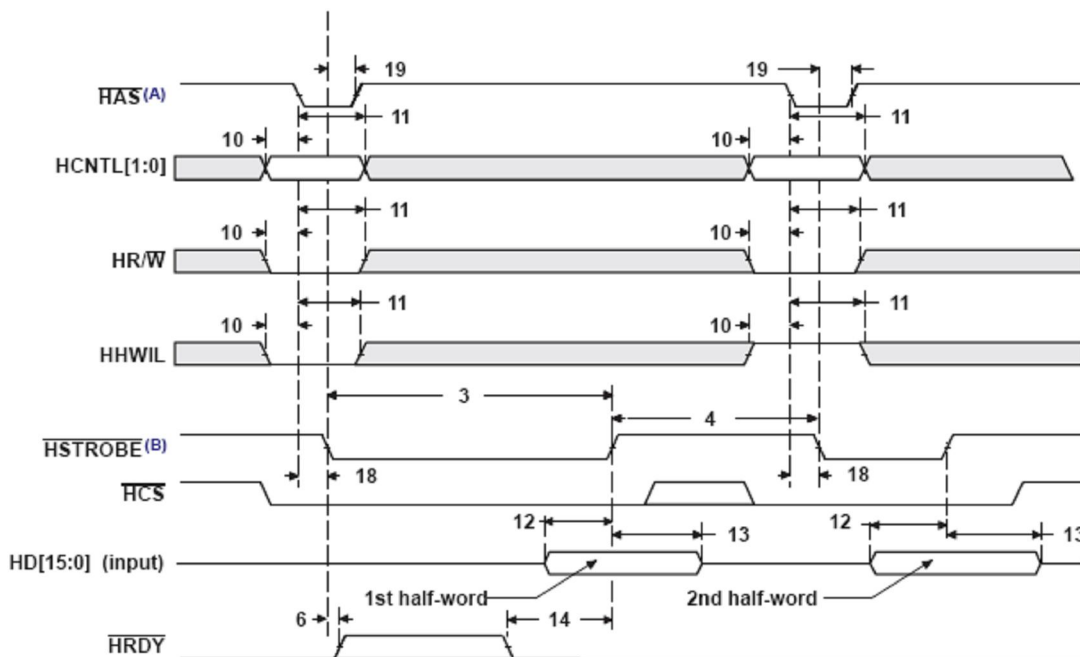 19 19
HAS (A)
11 11
10 10
HCNTL[1:0]
11 11
10 10
HR/W
11 11
10 10
HHWIL
3
4
HSTROBE (B)
18 18
HCS
12 13 12 13
HD[15:0] (input)
1st half-word 2nd half-word
6 14
HRDY